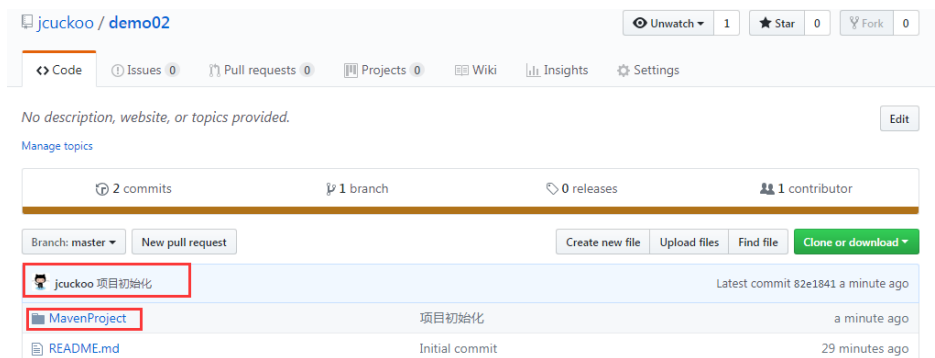 jcuckoo / demo02 Unwatch 1 Star 0 Fork 0
Code Issues 0 Pull requests 0 Projects 0 Wiki Insights Settings
No description, website, or topics provided. Edit
Manage topics
2 commits 1 branch 0 releases 1 contributor
Branch: master New pull request Create new file Upload files Find file Clone or download
jcuckoo 项目初始化 Latest commit 82e1841 a minute ago
MavenProject 项目初始化 a minute ago
README.md Initial commit 29 minutes ago